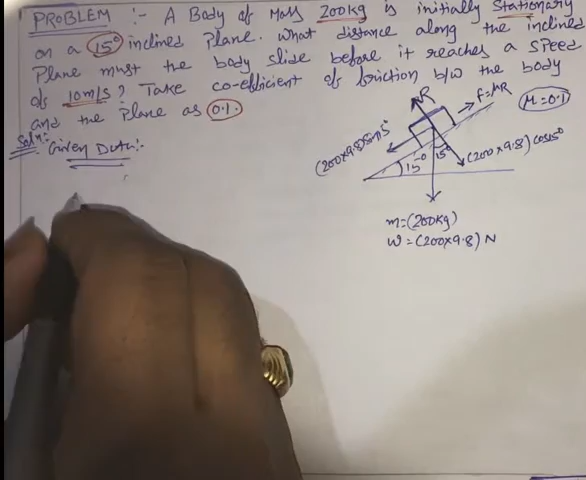 PROBLEM :- A Body of Mass 200kg is initially Stationary
on a 15° inclined Plane. What distance along the inclined
Plane must the body slide before it reaches a speed
of 10m/s? Take co-efficient of friction b/w the body
and the plane as 0.1.
Soln:- Given Data:-
R
F=μR
μ=0.1
(200×9.8)Sin15°
15°
15°
(200×9.8)cos15°
m=(200kg)
W=(200×9.8) N